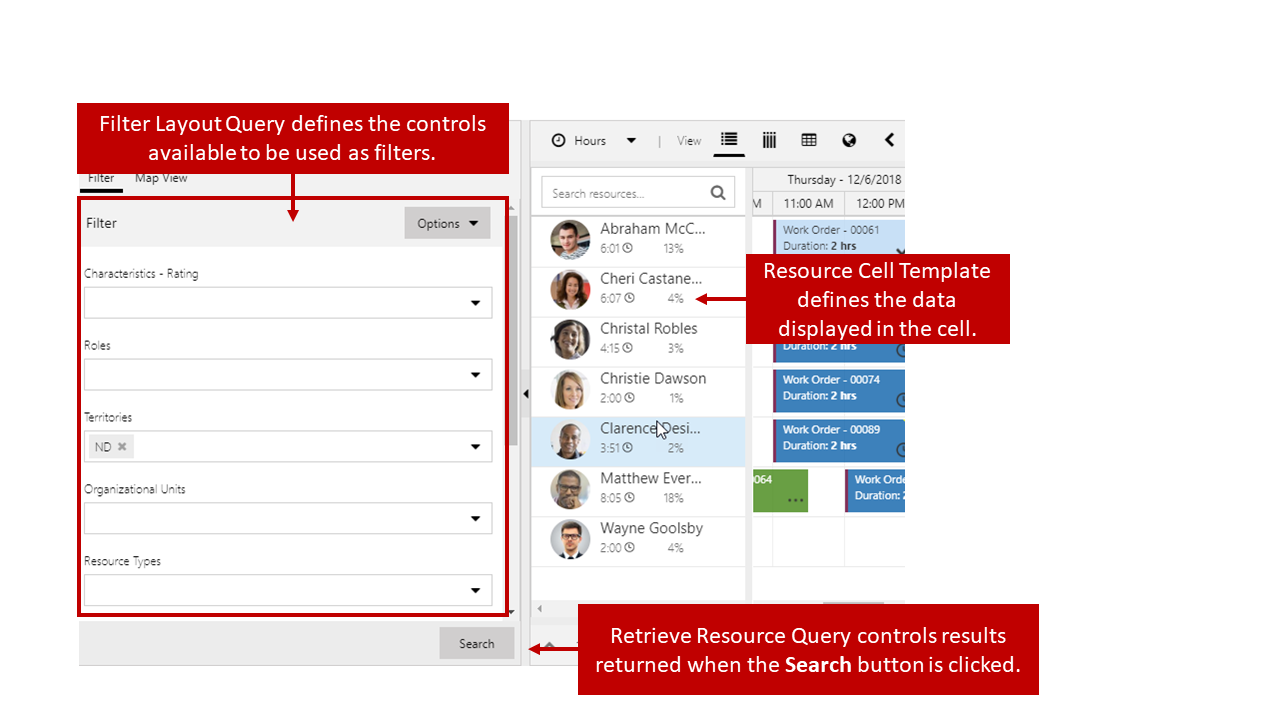 Filter Layout Query defines the controls
available to be used as filters.
Filter Map View
Filter
Options
Characteristics - Rating
Roles
Territories
ND
Organizational Units
Resource Types
Search
Hours | View
Search resources...
Thursday - 12/6/2018
M 11:00 AM 12:00 PM
Abraham McC...
6:01 13%
Cheri Castane...
6:07 4%
Christal Robles
4:15 3%
Christie Dawson
2:00 1%
Clarence Desi...
3:51 2%
Matthew Ever...
8:05 18%
Wayne Goolsby
2:00 4%
Work Order - 00061
Duration: 2 hrs
Resource Cell Template
defines the data
displayed in the cell.
Duration: 2 hrs
Work Order - 00074
Duration: 2 hrs
Work Order - 00089
Duration: 2 hrs
0064
...
Work Orde
Duration: 2
Retrieve Resource Query controls results
returned when the Search button is clicked.